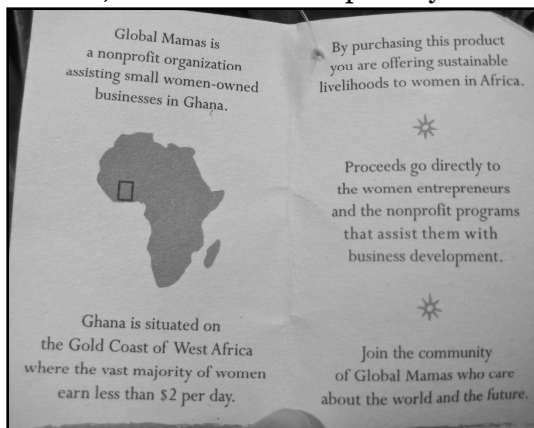 Global Mamas is
a nonprofit organization
assisting small women-owned
businesses in Ghana.
Ghana is situated on
the Gold Coast of West Africa
where the vast majority of women
earn less than $2 per day.
By purchasing this product
you are offering sustainable
livelihoods to women in Africa.
Proceeds go directly to
the women entrepreneurs
and the nonprofit programs
that assist them with
business development.
Join the community
of Global Mamas who care
about the world and the future.